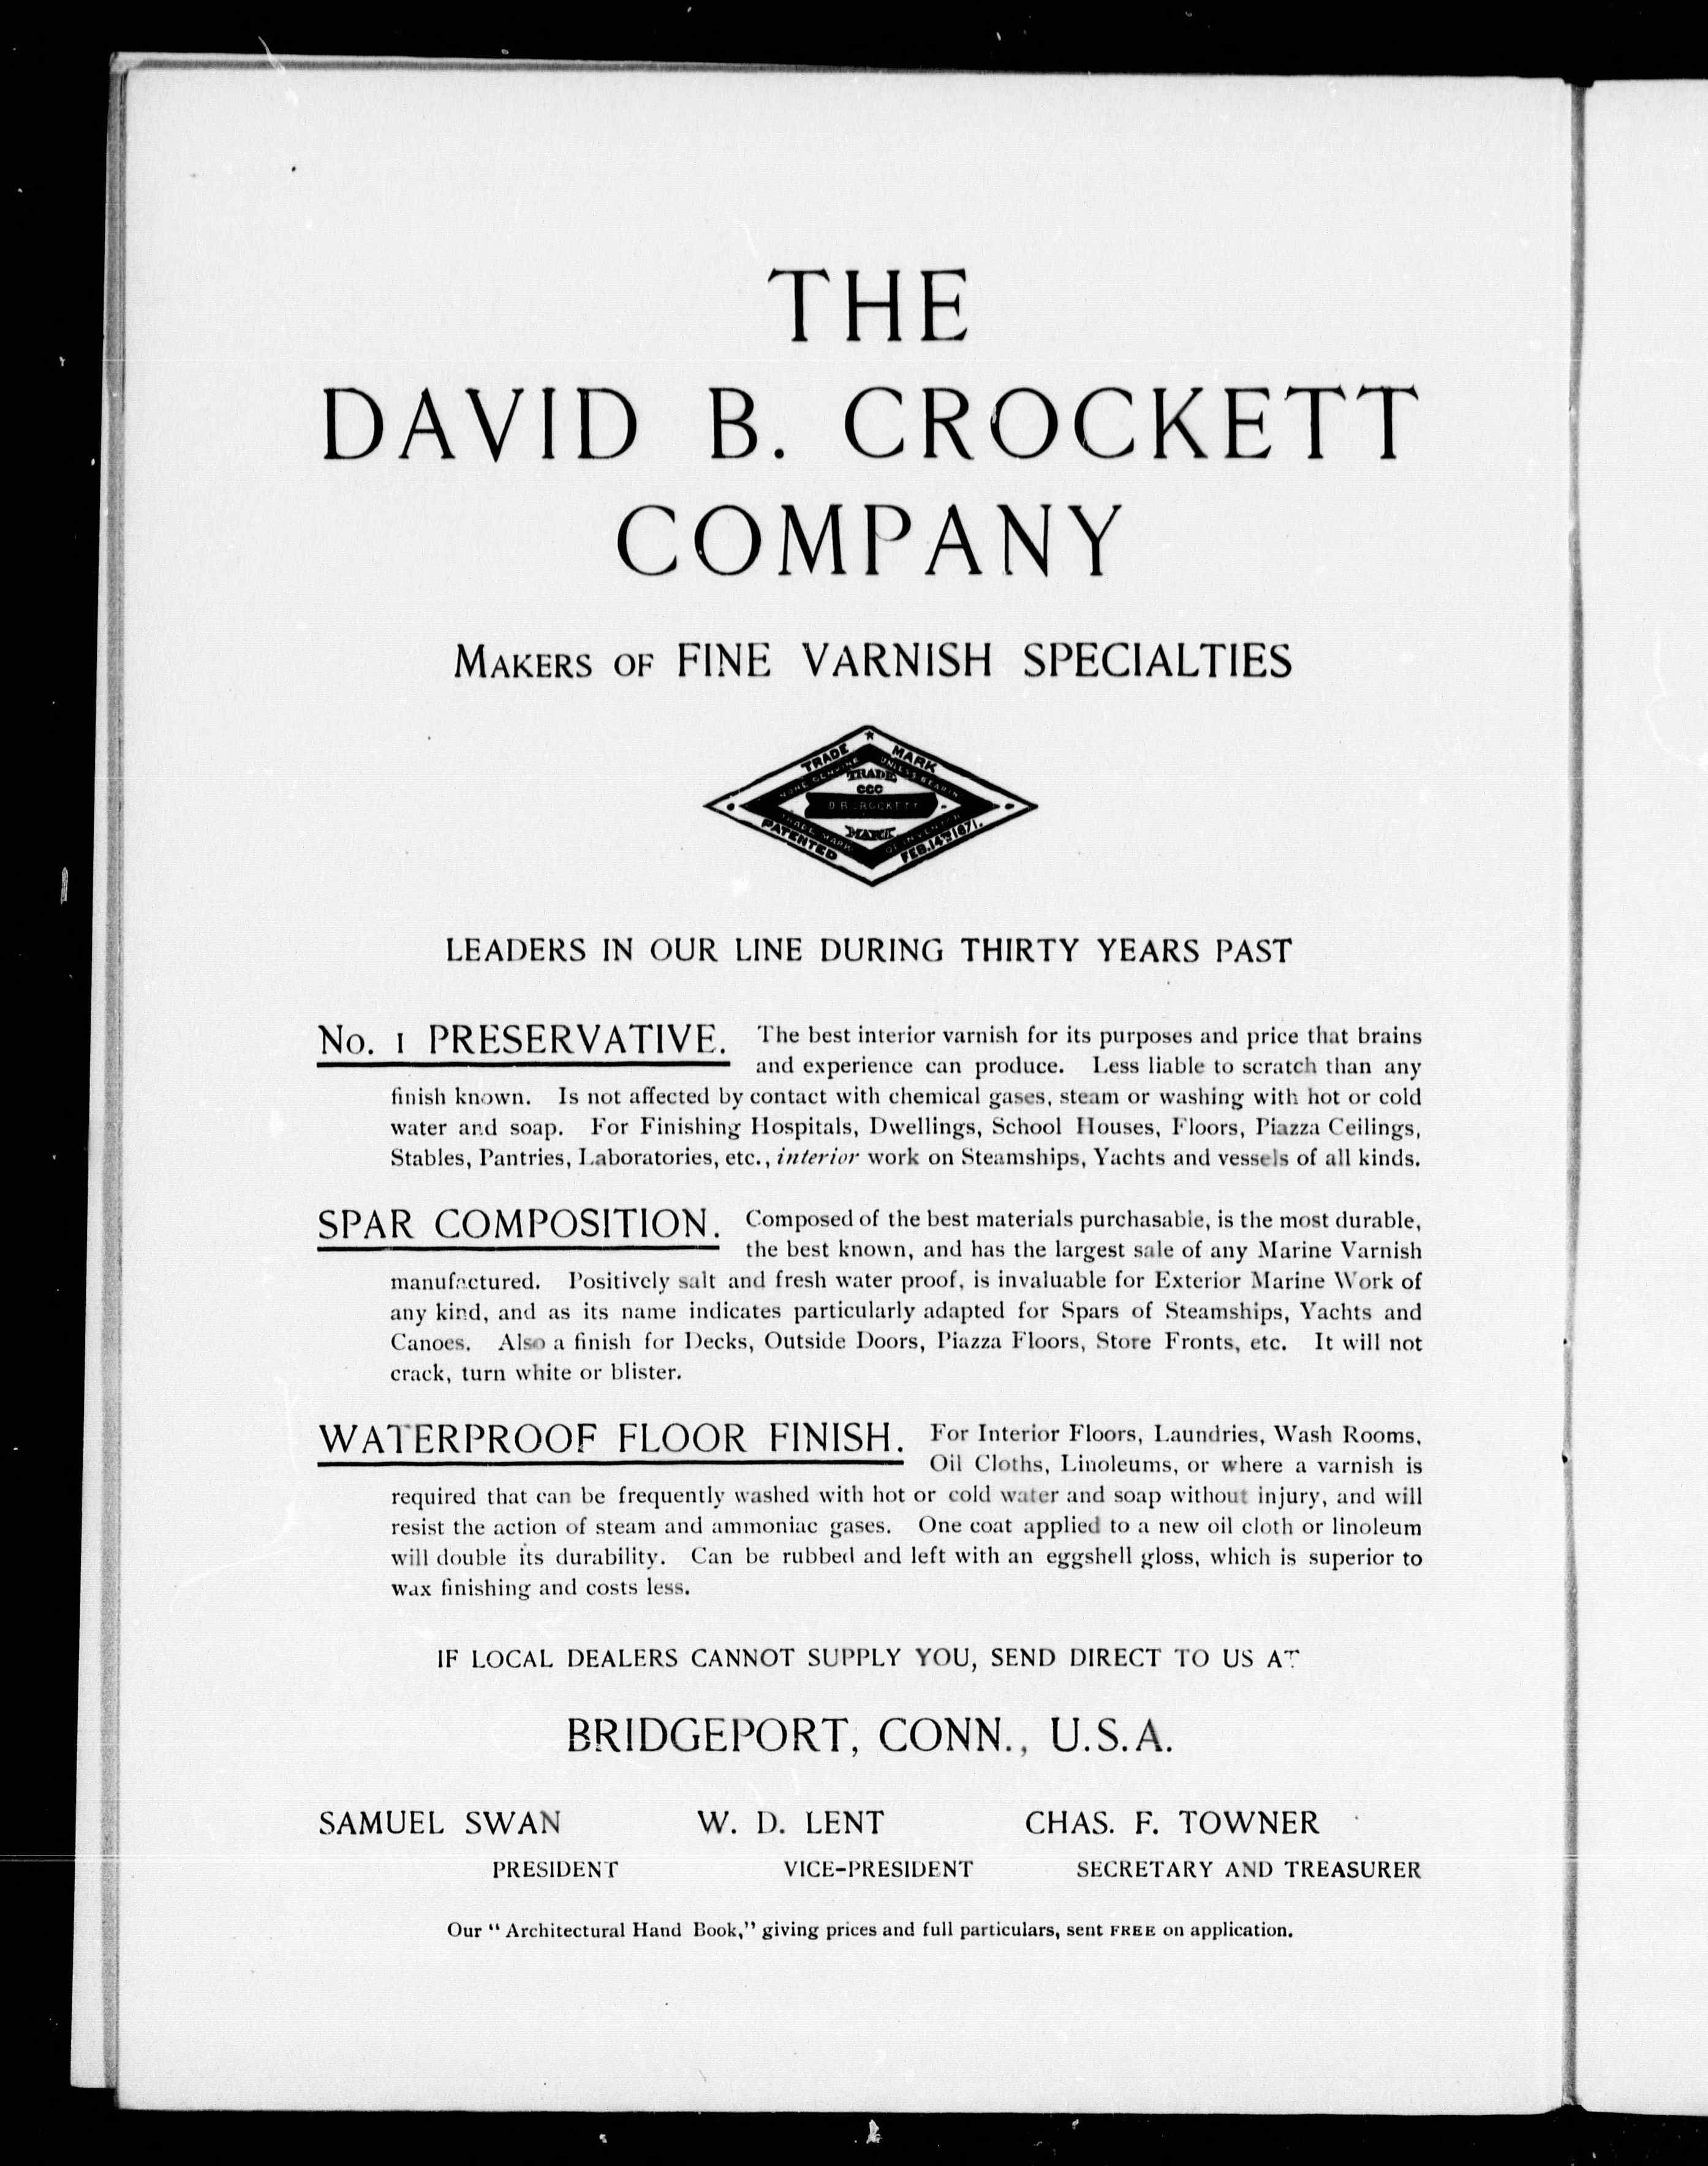 THE
DAVID B. CROCKETT
COMPANY
MAKERS OF FINE VARNISH SPECIALTIES
TRADE MARK
NONE GENUINE UNLESS BEARIN
TRADE
CCC
D. B. CROCKETT
MARK
TRADE MARK OF INVENTOR
PATENTED FEB. 14TH 1871.
LEADERS IN OUR LINE DURING THIRTY YEARS PAST
No. 1 PRESERVATIVE. The best interior varnish for its purposes and price that brains
and experience can produce. Less liable to scratch than any
finish known. Is not affected by contact with chemical gases, steam or washing with hot or cold
water and soap. For Finishing Hospitals, Dwellings, School Houses, Floors, Piazza Ceilings,
Stables, Pantries, Laboratories, etc., interior work on Steamships, Yachts and vessels of all kinds.
SPAR COMPOSITION. Composed of the best materials purchasable, is the most durable,
the best known, and has the largest sale of any Marine Varnish
manufactured. Positively salt and fresh water proof, is invaluable for Exterior Marine Work of
any kind, and as its name indicates particularly adapted for Spars of Steamships, Yachts and
Canoes. Also a finish for Decks, Outside Doors, Piazza Floors, Store Fronts, etc. It will not
crack, turn white or blister.
WATERPROOF FLOOR FINISH. For Interior Floors, Laundries, Wash Rooms,
Oil Cloths, Linoleums, or where a varnish is
required that can be frequently washed with hot or cold water and soap without injury, and will
resist the action of steam and ammoniac gases. One coat applied to a new oil cloth or linoleum
will double its durability. Can be rubbed and left with an eggshell gloss, which is superior to
wax finishing and costs less.
IF LOCAL DEALERS CANNOT SUPPLY YOU, SEND DIRECT TO US AT
BRIDGEPORT, CONN., U.S.A.
SAMUEL SWAN W. D. LENT CHAS. F. TOWNER
PRESIDENT VICE-PRESIDENT SECRETARY AND TREASURER
Our "Architectural Hand Book," giving prices and full particulars, sent FREE on application.